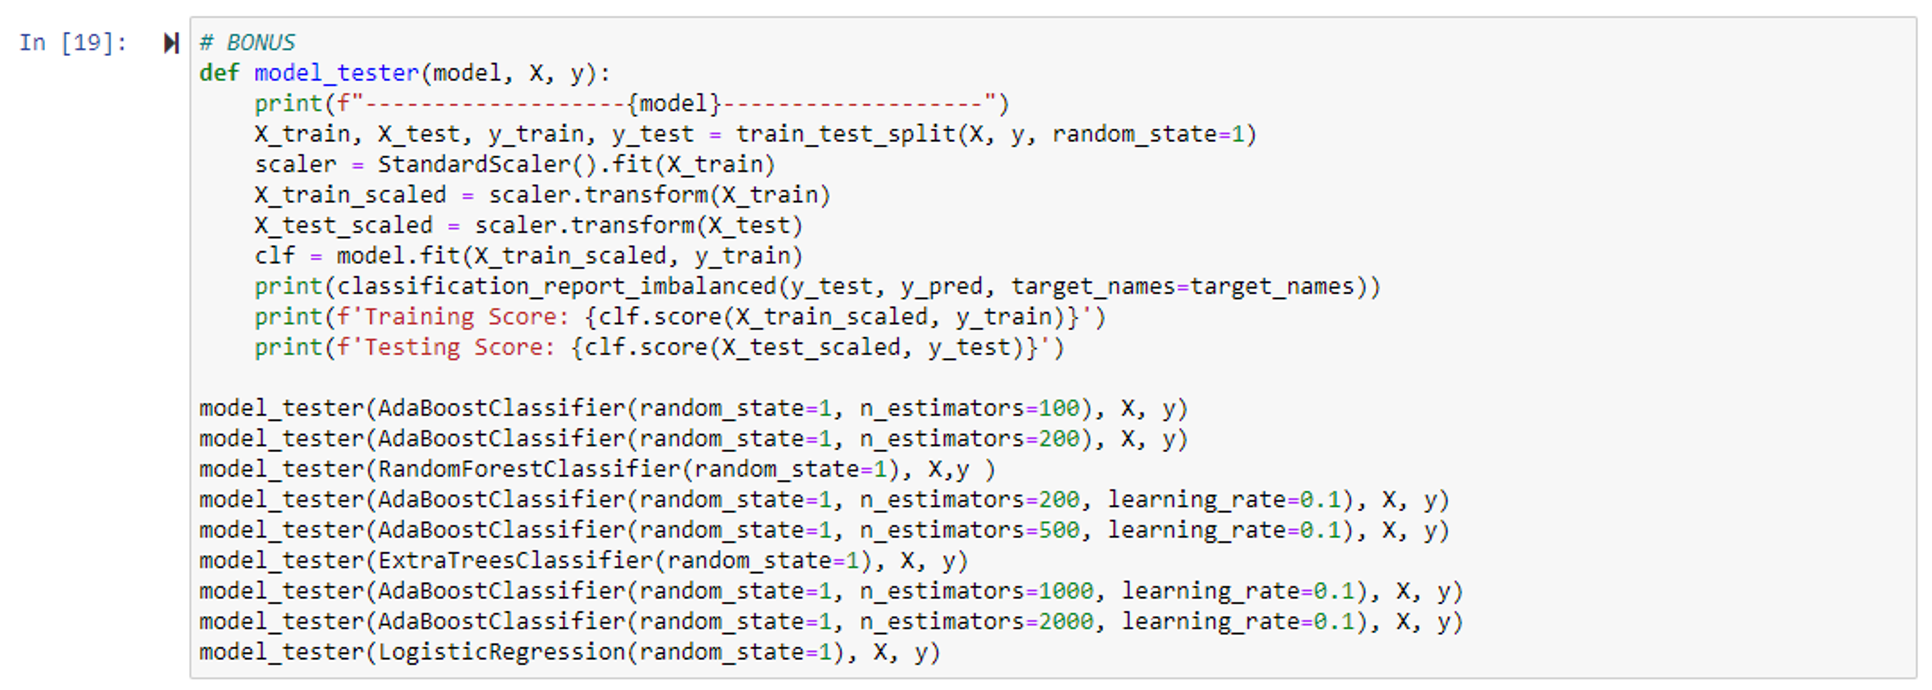 In [19]:
# BONUS
def model_tester(model, X, y):
    print(f"-------------------{model}-------------------")
    X_train, X_test, y_train, y_test = train_test_split(X, y, random_state=1)
    scaler = StandardScaler().fit(X_train)
    X_train_scaled = scaler.transform(X_train)
    X_test_scaled = scaler.transform(X_test)
    clf = model.fit(X_train_scaled, y_train)
    print(classification_report_imbalanced(y_test, y_pred, target_names=target_names))
    print(f'Training Score: {clf.score(X_train_scaled, y_train)}')
    print(f'Testing Score: {clf.score(X_test_scaled, y_test)}')

model_tester(AdaBoostClassifier(random_state=1, n_estimators=100), X, y)
model_tester(AdaBoostClassifier(random_state=1, n_estimators=200), X, y)
model_tester(RandomForestClassifier(random_state=1), X,y )
model_tester(AdaBoostClassifier(random_state=1, n_estimators=200, learning_rate=0.1), X, y)
model_tester(AdaBoostClassifier(random_state=1, n_estimators=500, learning_rate=0.1), X, y)
model_tester(ExtraTreesClassifier(random_state=1), X, y)
model_tester(AdaBoostClassifier(random_state=1, n_estimators=1000, learning_rate=0.1), X, y)
model_tester(AdaBoostClassifier(random_state=1, n_estimators=2000, learning_rate=0.1), X, y)
model_tester(LogisticRegression(random_state=1), X, y)